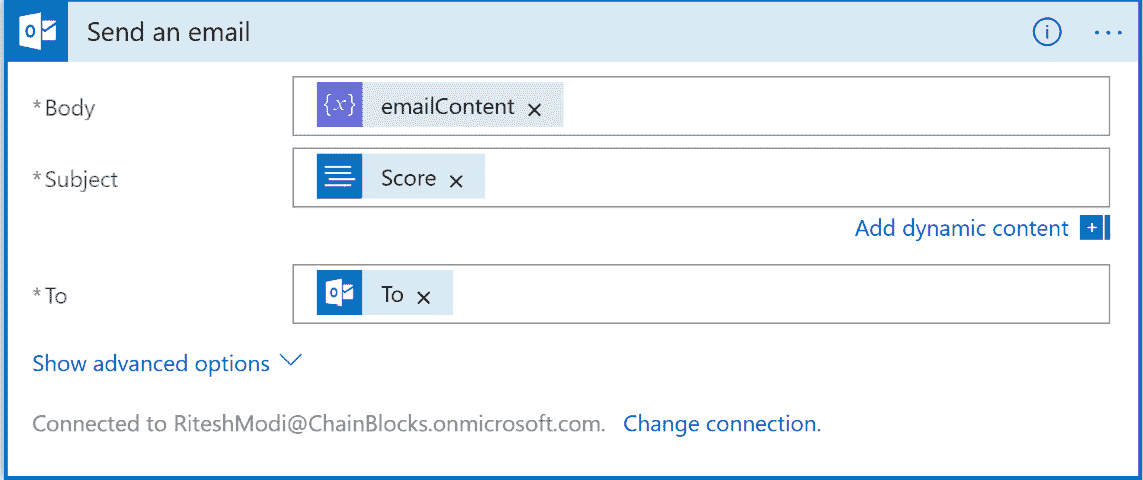 Send an email
*Body {x} emailContent ×
*Subject Score ×
Add dynamic content +
*To To ×
Show advanced options
Connected to RiteshModi@ChainBlocks.onmicrosoft.com. Change connection.